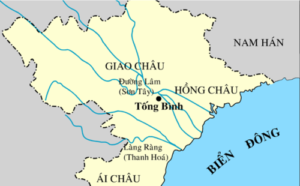 NAM HÁN
GIAO CHÂU
Đường Lâm
(Sơn Tây)
HỒNG CHÂU
Tống Bình
Làng Ràng
(Thanh Hoá)
BIỂN ĐÔNG
ÁI CHÂU